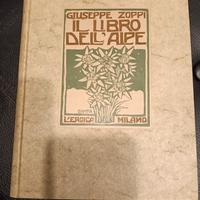 GIUSEPPE ZOPPI
IL LIBRO
DELL'ALPE
L'EROICA MILANO